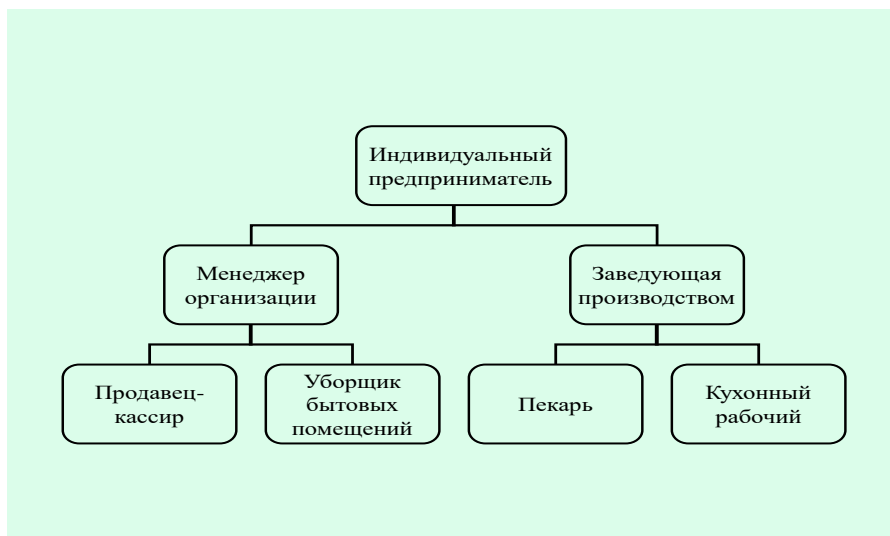 Индивидуальный
предприниматель
Менеджер
организации
Заведующая
производством
Продавец-
кассир
Уборщик
бытовых
помещений
Пекарь
Кухонный
рабочий